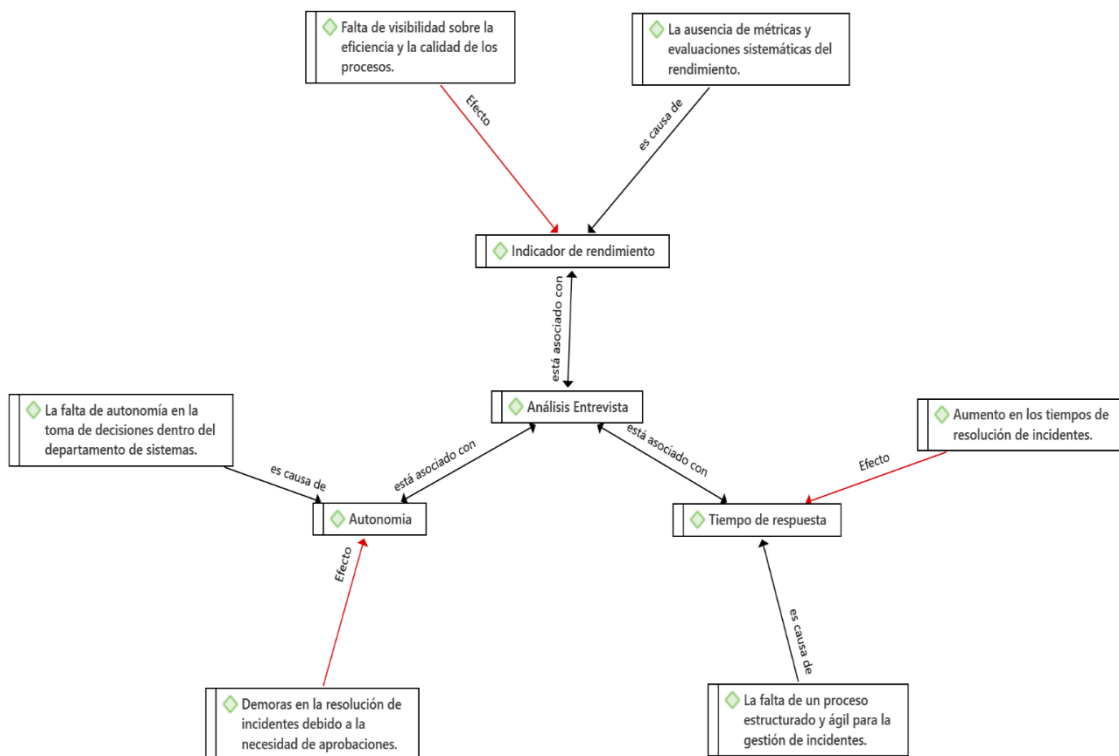 Falta de visibilidad sobre la
eficiencia y la calidad de los
procesos.
La ausencia de métricas y
evaluaciones sistemáticas del
rendimiento.
Efecto
es causa de
Indicador de rendimiento
está asociado con
Análisis Entrevista
La falta de autonomía en la
toma de decisiones dentro del
departamento de sistemas.
Aumento en los tiempos de
resolución de incidentes.
es causa de
está asociado con
está asociado con
Efecto
Autonomia
Tiempo de respuesta
Efecto
es causa de
Demoras en la resolución de
incidentes debido a la
necesidad de aprobaciones.
La falta de un proceso
estructurado y ágil para la
gestión de incidentes.